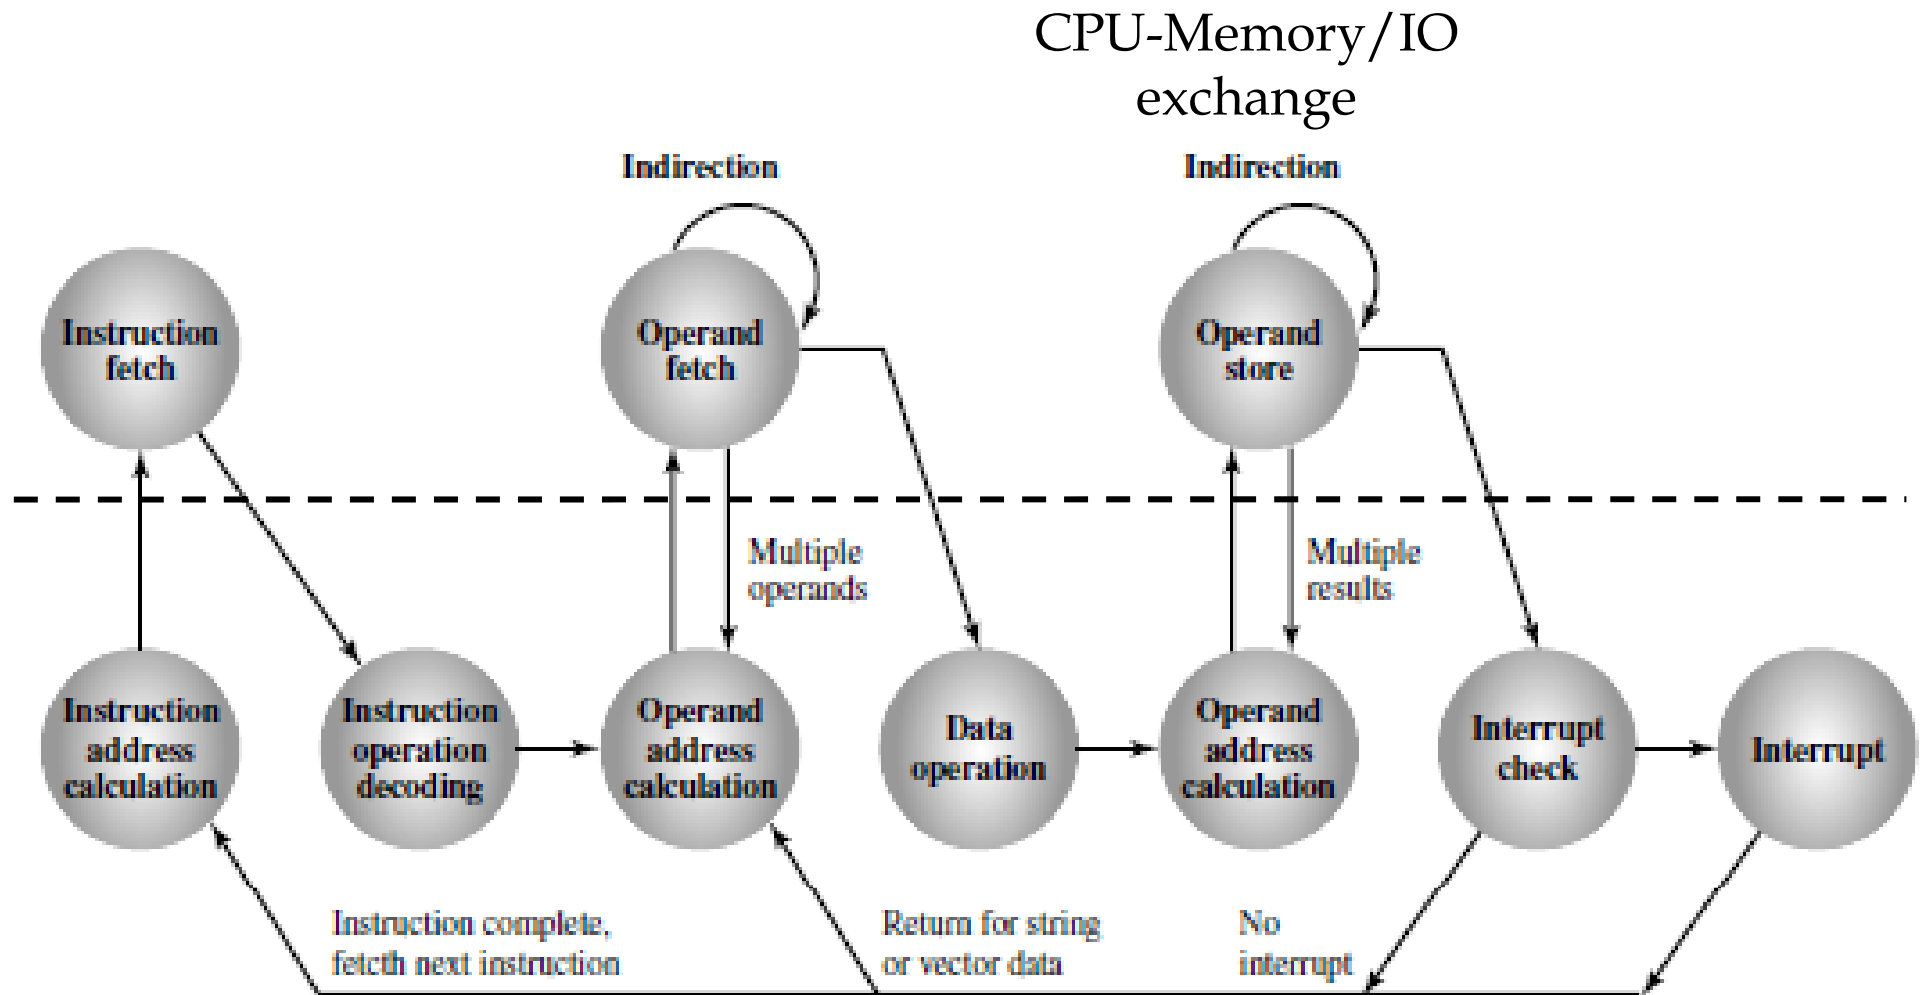 CPU-Memory/IO
exchange
Indirection
Indirection
Instruction
fetch
Operand
fetch
Operand
store
Multiple
operands
Multiple
results
Instruction
address
calculation
Instruction
operation
decoding
Operand
address
calculation
Data
operation
Operand
address
calculation
Interrupt
check
Interrupt
Instruction complete,
fetcth next instruction
Return for string
or vector data
No
interrupt